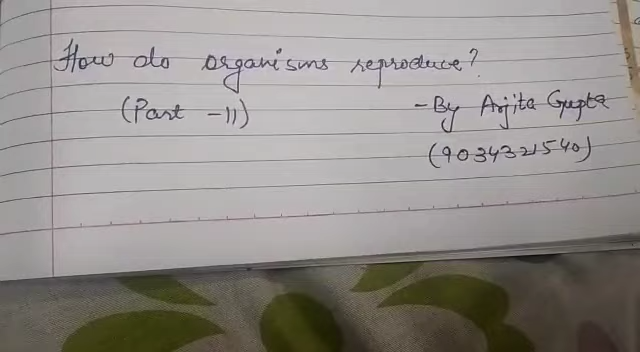 How do organisms reproduce?
(Part -II)
-By Arjita Gupta
(9034321540)